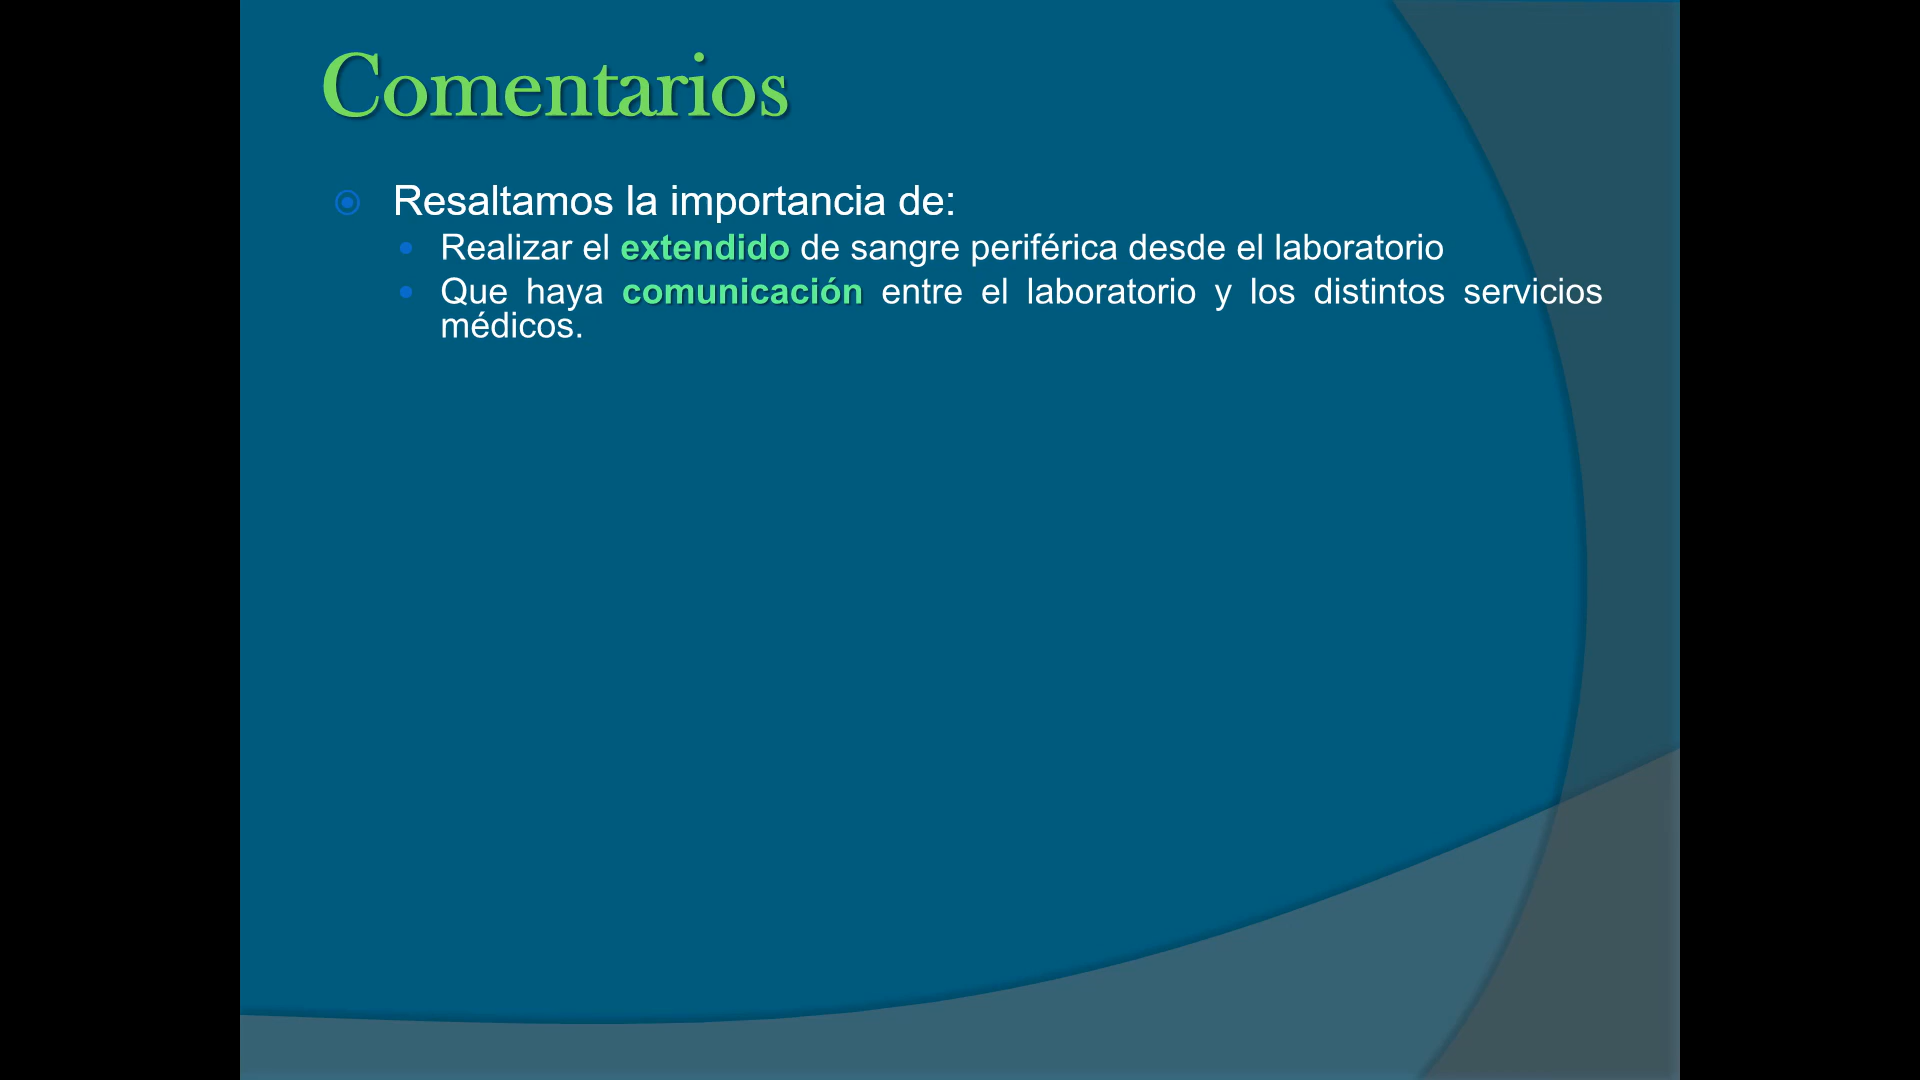 Comentarios
Resaltamos la importancia de:
Realizar el extendido de sangre periférica desde el laboratorio
Que haya comunicación entre el laboratorio y los distintos servicios
médicos.